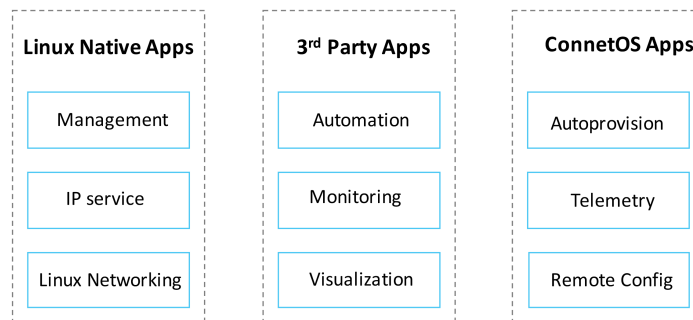 Linux Native Apps
Management
IP service
Linux Networking
3rd Party Apps
Automation
Monitoring
Visualization
ConnetOS Apps
Autoprovision
Telemetry
Remote Config